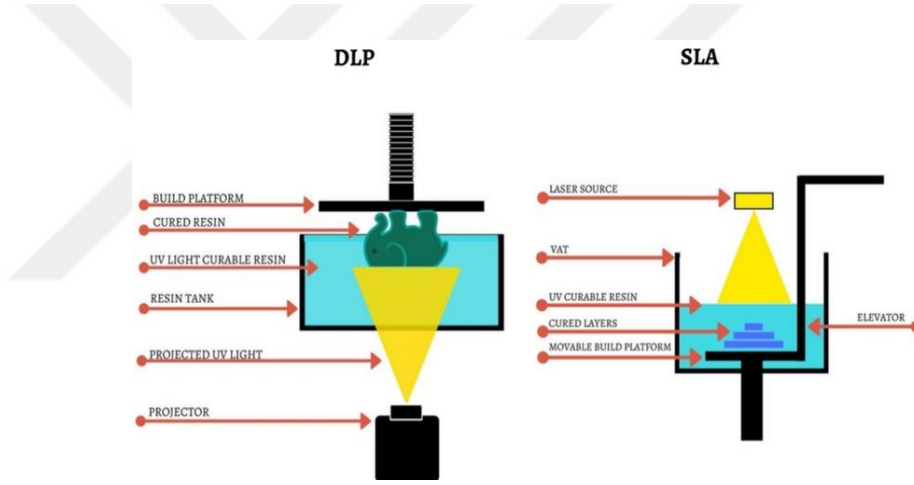 DLP
BUILD PLATFORM
CURED RESIN
UV LIGHT CURABLE RESIN
RESIN TANK
PROJECTED UV LIGHT
PROJECTOR
SLA
LASER SOURCE
VAT
UV CURABLE RESIN
CURED LAYERS
MOVABLE BUILD PLATFORM
ELEVATOR